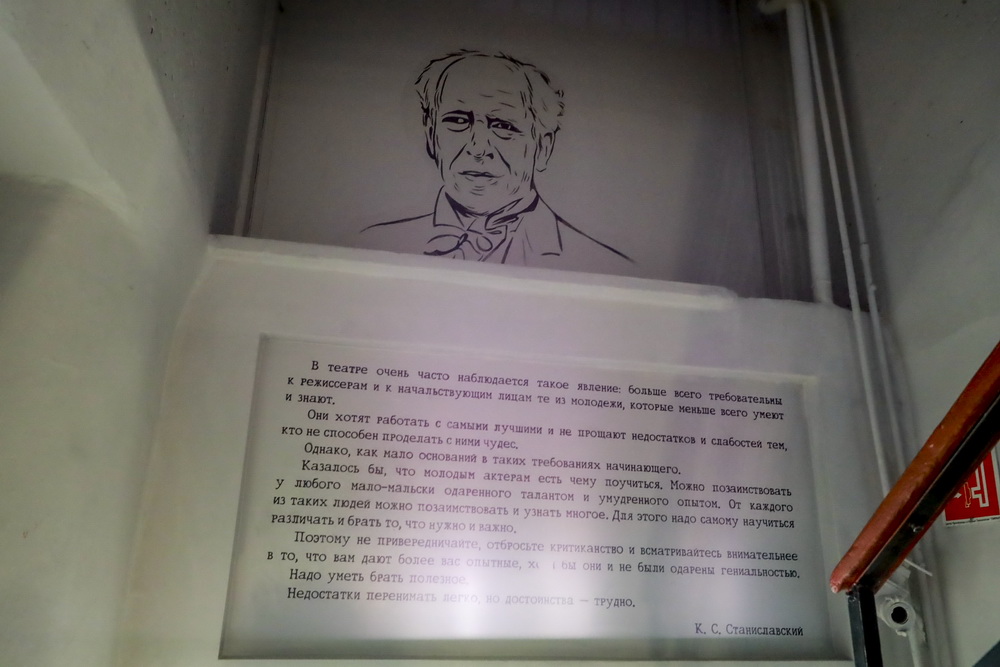 В театре очень часто наблюдается такое явление: больше всего требовательны
к режиссерам и к начальствующим лицам те из молодежи, которые меньше всего умеют
и знают.
Они хотят работать с самыми лучшими и не прощают недостатков и слабостей тем,
кто не способен проделать с ними чудес.
Однако, как мало оснований в таких требованиях начинающего.
Казалось бы, что молодым актерам есть чему поучиться. Можно позаимствовать
у любого мало-мальски одаренного талантом и умудренного опытом. От каждого
из таких людей можно позаимствовать и узнать многое. Для этого надо самому научиться
различать и брать то, что нужно и важно.
Поэтому не привередничайте, отбросьте критиканство и всматривайтесь внимательнее
в то, что вам дают более вас опытные, бы они и не были одарены гениальностью.
Надо уметь брать полезное.
Недостатки перенимать легко, но достоинства — трудно.
К. С. Станиславский